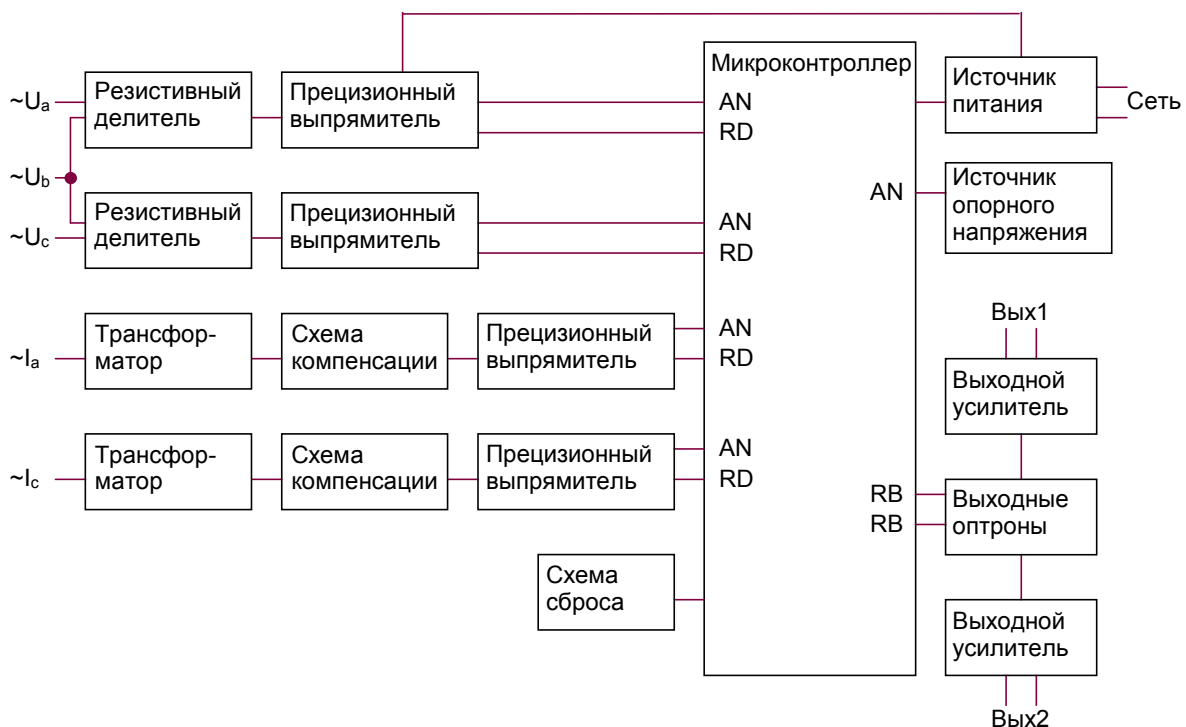 Микроконтроллер
~Ua
Резистивный
делитель
Прецизионный
выпрямитель
AN
RD
Источник
питания
Сеть
~Ub
AN
Источник
опорного
напряжения
~Uc
Резистивный
делитель
Прецизионный
выпрямитель
AN
RD
~Ia
Трансфор-
матор
Схема
компенсации
Прецизионный
выпрямитель
AN
RD
Вых1
Выходной
усилитель
~Ic
Трансфор-
матор
Схема
компенсации
Прецизионный
выпрямитель
AN
RD
RB
RB
Выходные
оптроны
Схема
сброса
Выходной
усилитель
Вых2